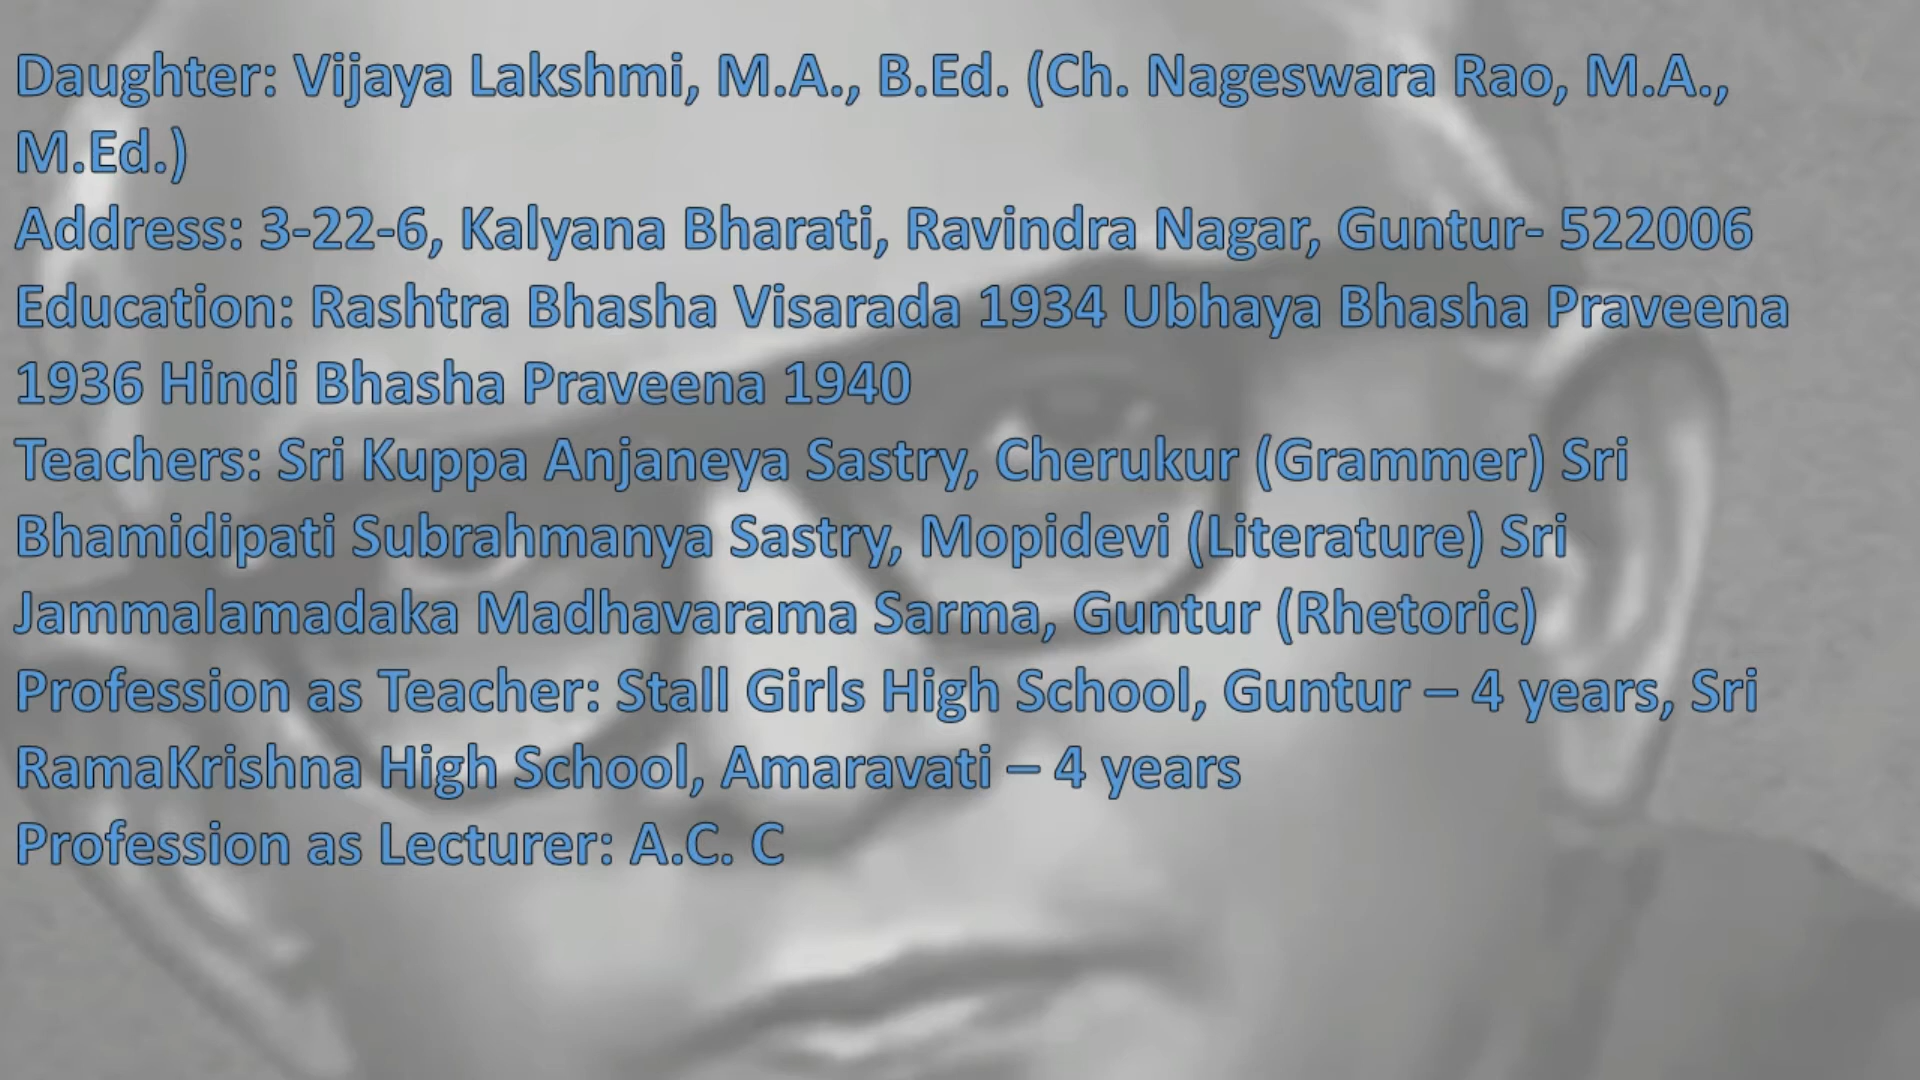 Daughter: Vijaya Lakshmi, M.A., B.Ed. (Ch. Nageswara Rao, M.A.,
M.Ed.)
Address: 3-22-6, Kalyana Bharati, Ravindra Nagar, Guntur- 522006
Education: Rashtra Bhasha Visarada 1934 Ubhaya Bhasha Praveena
1936 Hindi Bhasha Praveena 1940
Teachers: Sri Kuppa Anjaneya Sastry, Cherukur (Grammer) Sri
Bhamidipati Subrahmanya Sastry, Mopidevi (Literature) Sri
Jammalamadaka Madhavarama Sarma, Guntur (Rhetoric)
Profession as Teacher: Stall Girls High School, Guntur – 4 years, Sri
RamaKrishna High School, Amaravati – 4 years
Profession as Lecturer: A.C. C